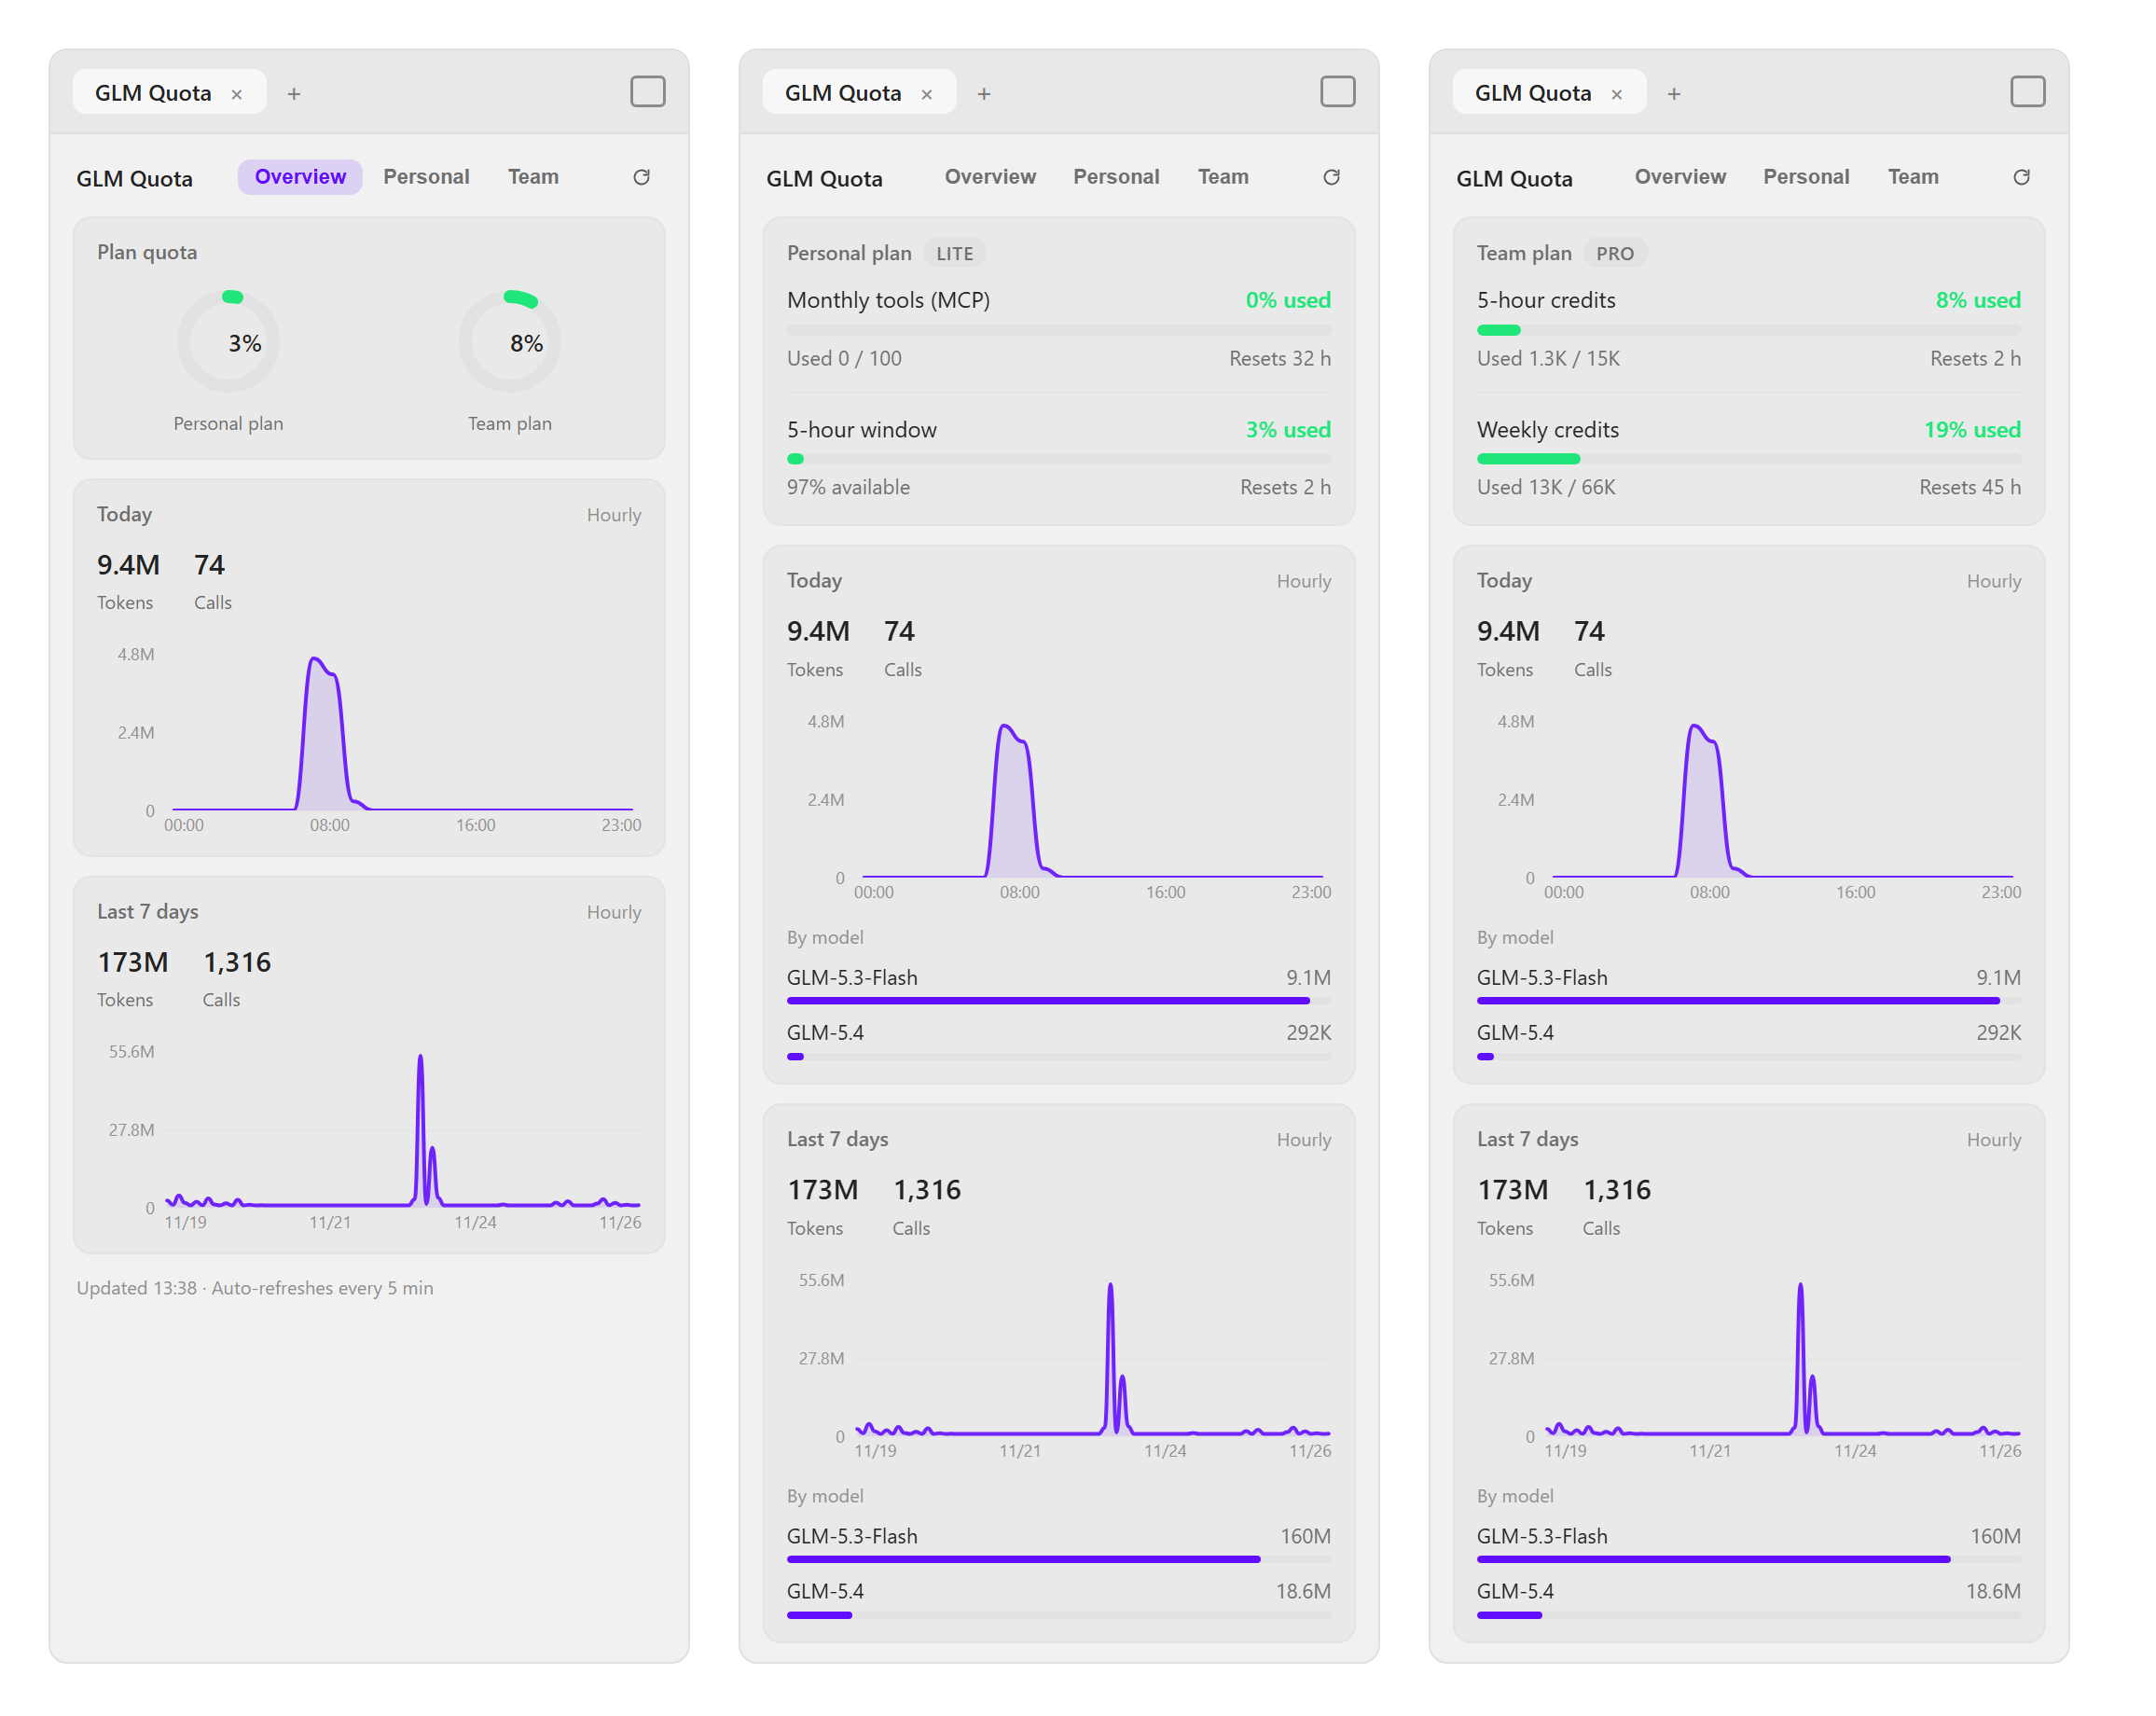 GLM Quota × +
GLM Quota Overview Personal Team
Plan quota
3% 8%
Personal plan Team plan
Today Hourly
9.4M 74
Tokens Calls
4.8M
2.4M
0
00:00 08:00 16:00 23:00
Last 7 days Hourly
173M 1,316
Tokens Calls
55.6M
27.8M
0
11/19 11/21 11/24 11/26
Updated 13:38 · Auto-refreshes every 5 min
GLM Quota × +
GLM Quota Overview Personal Team
Personal plan LITE
Monthly tools (MCP) 0% used
Used 0 / 100 Resets 32 h
5-hour window 3% used
97% available Resets 2 h
Today Hourly
9.4M 74
Tokens Calls
4.8M
2.4M
0
00:00 08:00 16:00 23:00
By model
GLM-5.3-Flash 9.1M
GLM-5.4 292K
Last 7 days Hourly
173M 1,316
Tokens Calls
55.6M
27.8M
0
11/19 11/21 11/24 11/26
By model
GLM-5.3-Flash 160M
GLM-5.4 18.6M
GLM Quota × +
GLM Quota Overview Personal Team
Team plan PRO
5-hour credits 8% used
Used 1.3K / 15K Resets 2 h
Weekly credits 19% used
Used 13K / 66K Resets 45 h
Today Hourly
9.4M 74
Tokens Calls
4.8M
2.4M
0
00:00 08:00 16:00 23:00
By model
GLM-5.3-Flash 9.1M
GLM-5.4 292K
Last 7 days Hourly
173M 1,316
Tokens Calls
55.6M
27.8M
0
11/19 11/21 11/24 11/26
By model
GLM-5.3-Flash 160M
GLM-5.4 18.6M